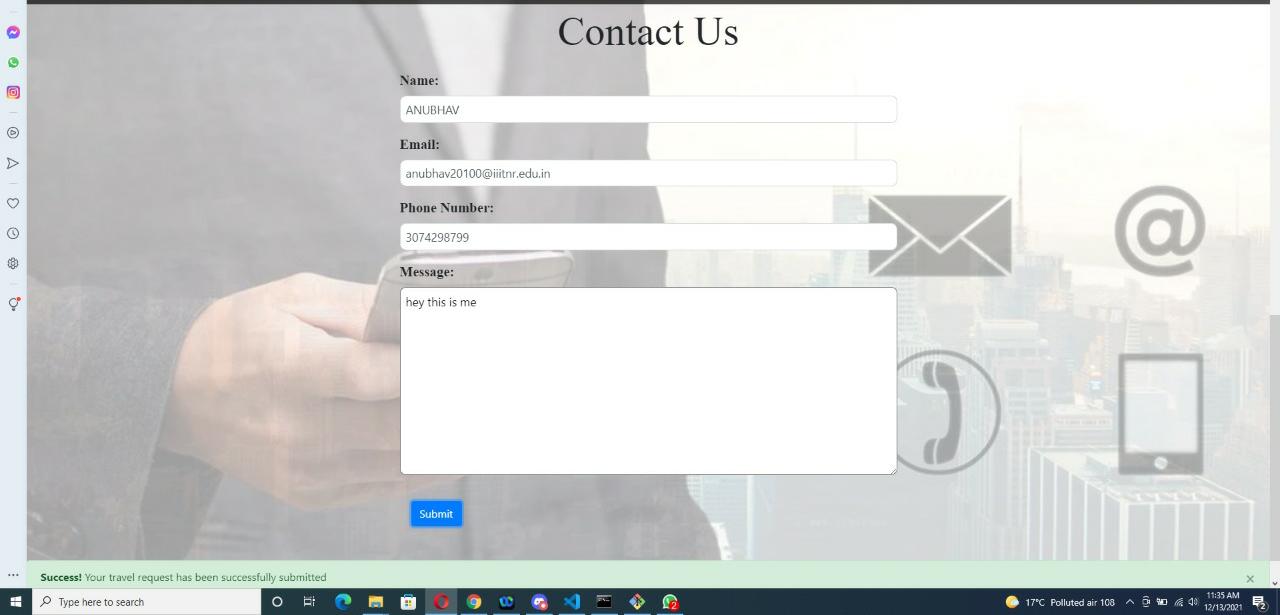 Contact Us
Name:
ANUBHAV
Email:
anubhav20100@iiitnr.edu.in
Phone Number:
3074298799
Message:
hey this is me
@
Submit
Success! Your travel request has been successfully submitted
Type here to search
2
17°C Polluted air 108
11:35 AM
12/13/2021
2